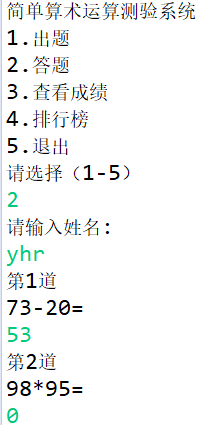 简单算术运算测验系统
1.出题
2.答题
3.查看成绩
4.排行榜
5.退出
请选择（1-5）
2
请输入姓名:
yhr
第1道
73-20=
53
第2道
98*95=
0